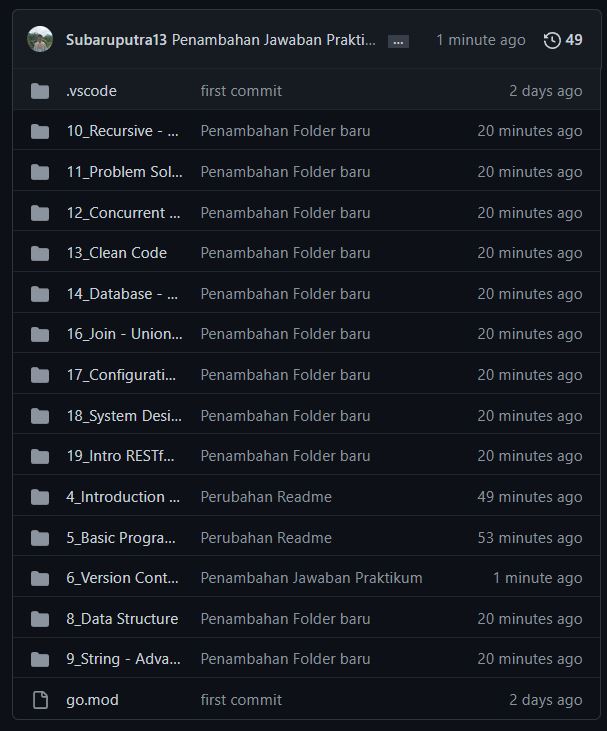 Subaruputra13 Penambahan Jawaban Prakti... ... 1 minute ago 49
.vscode first commit 2 days ago
10_Recursive - ... Penambahan Folder baru 20 minutes ago
11_Problem Sol... Penambahan Folder baru 20 minutes ago
12_Concurrent ... Penambahan Folder baru 20 minutes ago
13_Clean Code Penambahan Folder baru 20 minutes ago
14_Database - ... Penambahan Folder baru 20 minutes ago
16_Join - Union... Penambahan Folder baru 20 minutes ago
17_Configurati... Penambahan Folder baru 20 minutes ago
18_System Desi... Penambahan Folder baru 20 minutes ago
19_Intro RESTf... Penambahan Folder baru 20 minutes ago
4_Introduction ... Perubahan Readme 49 minutes ago
5_Basic Progra... Perubahan Readme 53 minutes ago
6_Version Cont... Penambahan Jawaban Praktikum 1 minute ago
8_Data Structure Penambahan Folder baru 20 minutes ago
9_String - Adva... Penambahan Folder baru 20 minutes ago
go.mod first commit 2 days ago